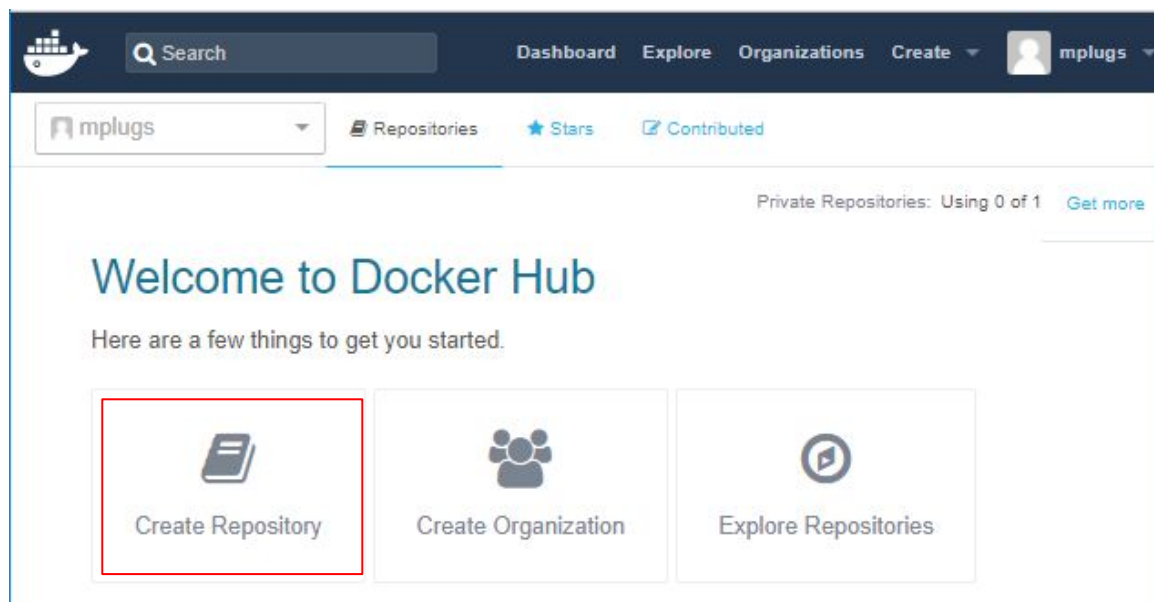 Search Dashboard Explore Organizations Create mplugs
mplugs Repositories Stars Contributed
Private Repositories: Using 0 of 1 Get more
Welcome to Docker Hub
Here are a few things to get you started.
Create Repository Create Organization Explore Repositories